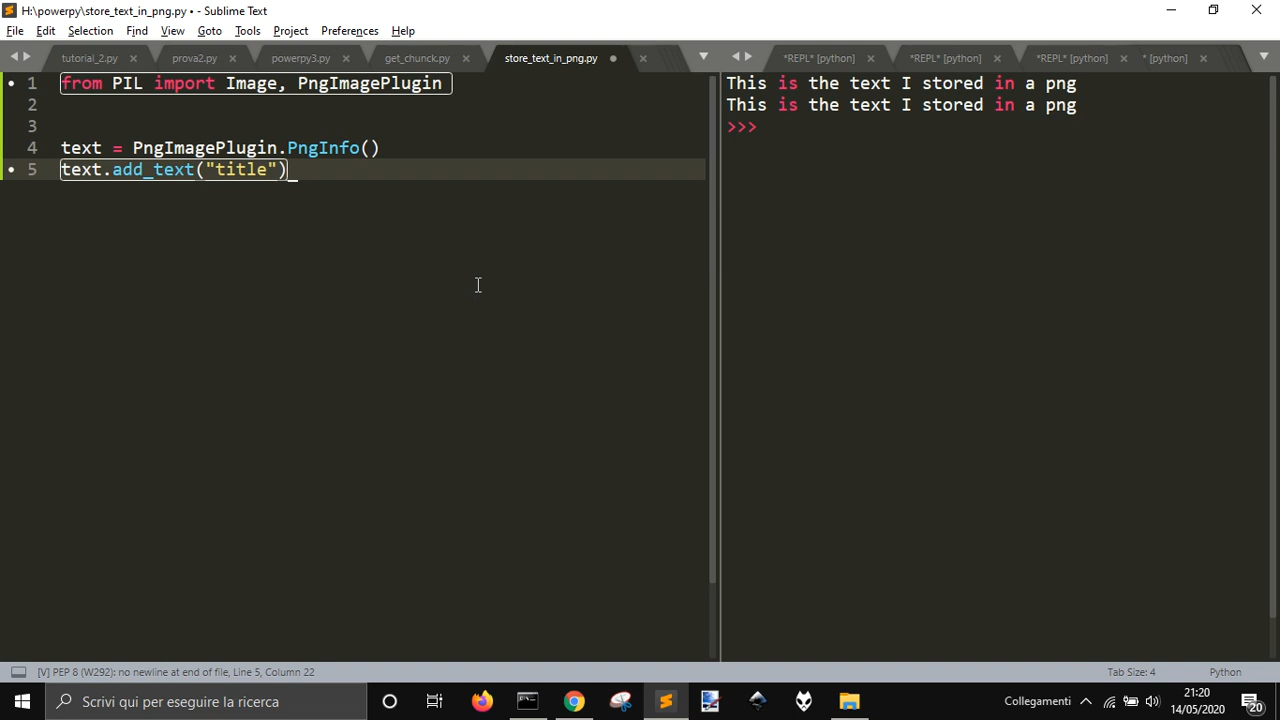 H:\powerpy\store_text_in_png.py • - Sublime Text
File Edit Selection Find View Goto Tools Project Preferences Help
tutorial_2.py prova2.py powerpy3.py get_chunck.py store_text_in_png.py
*REPL* [python] *REPL* [python] *REPL* [python] * [python]
1 from PIL import Image, PngImagePlugin
2
3
4 text = PngImagePlugin.PngInfo()
5 text.add_text("title")
This is the text I stored in a png
This is the text I stored in a png
>>>
[V] PEP 8 (W292): no newline at end of file, Line 5, Column 22
Tab Size: 4 Python
Scrivi qui per eseguire la ricerca
Collegamenti
21:20
14/05/2020
20